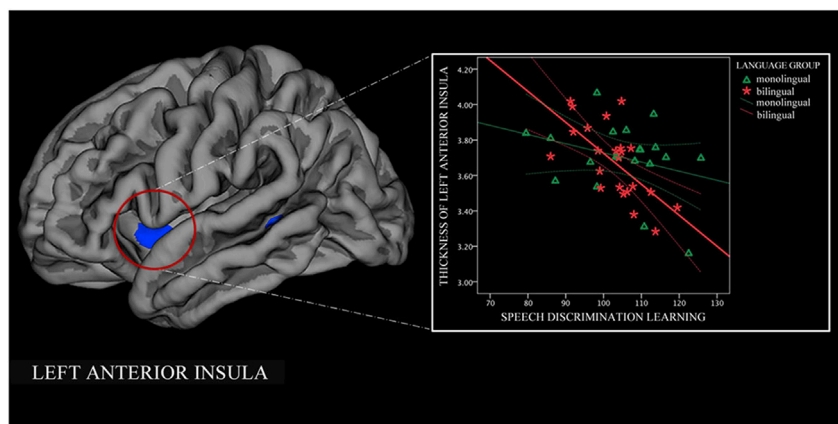 LEFT ANTERIOR INSULA
THICKNESS OF LEFT ANTERIOR INSULA
4.20
4.00
3.80
3.60
3.40
3.20
3.00
70 80 90 100 110 120 130
SPEECH DISCRIMINATION LEARNING
LANGUAGE GROUP
monolingual
bilingual
monolingual
bilingual